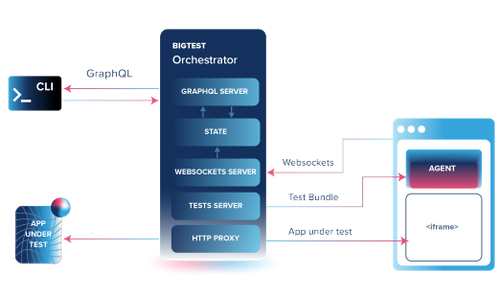 BIGTEST
Orchestrator
GRAPHQL SERVER
STATE
WEBSOCKETS SERVER
TESTS SERVER
HTTP PROXY
CLI
GraphQL
APP
UNDER
TEST
Websockets
Test Bundle
App under test
AGENT
<iframe>